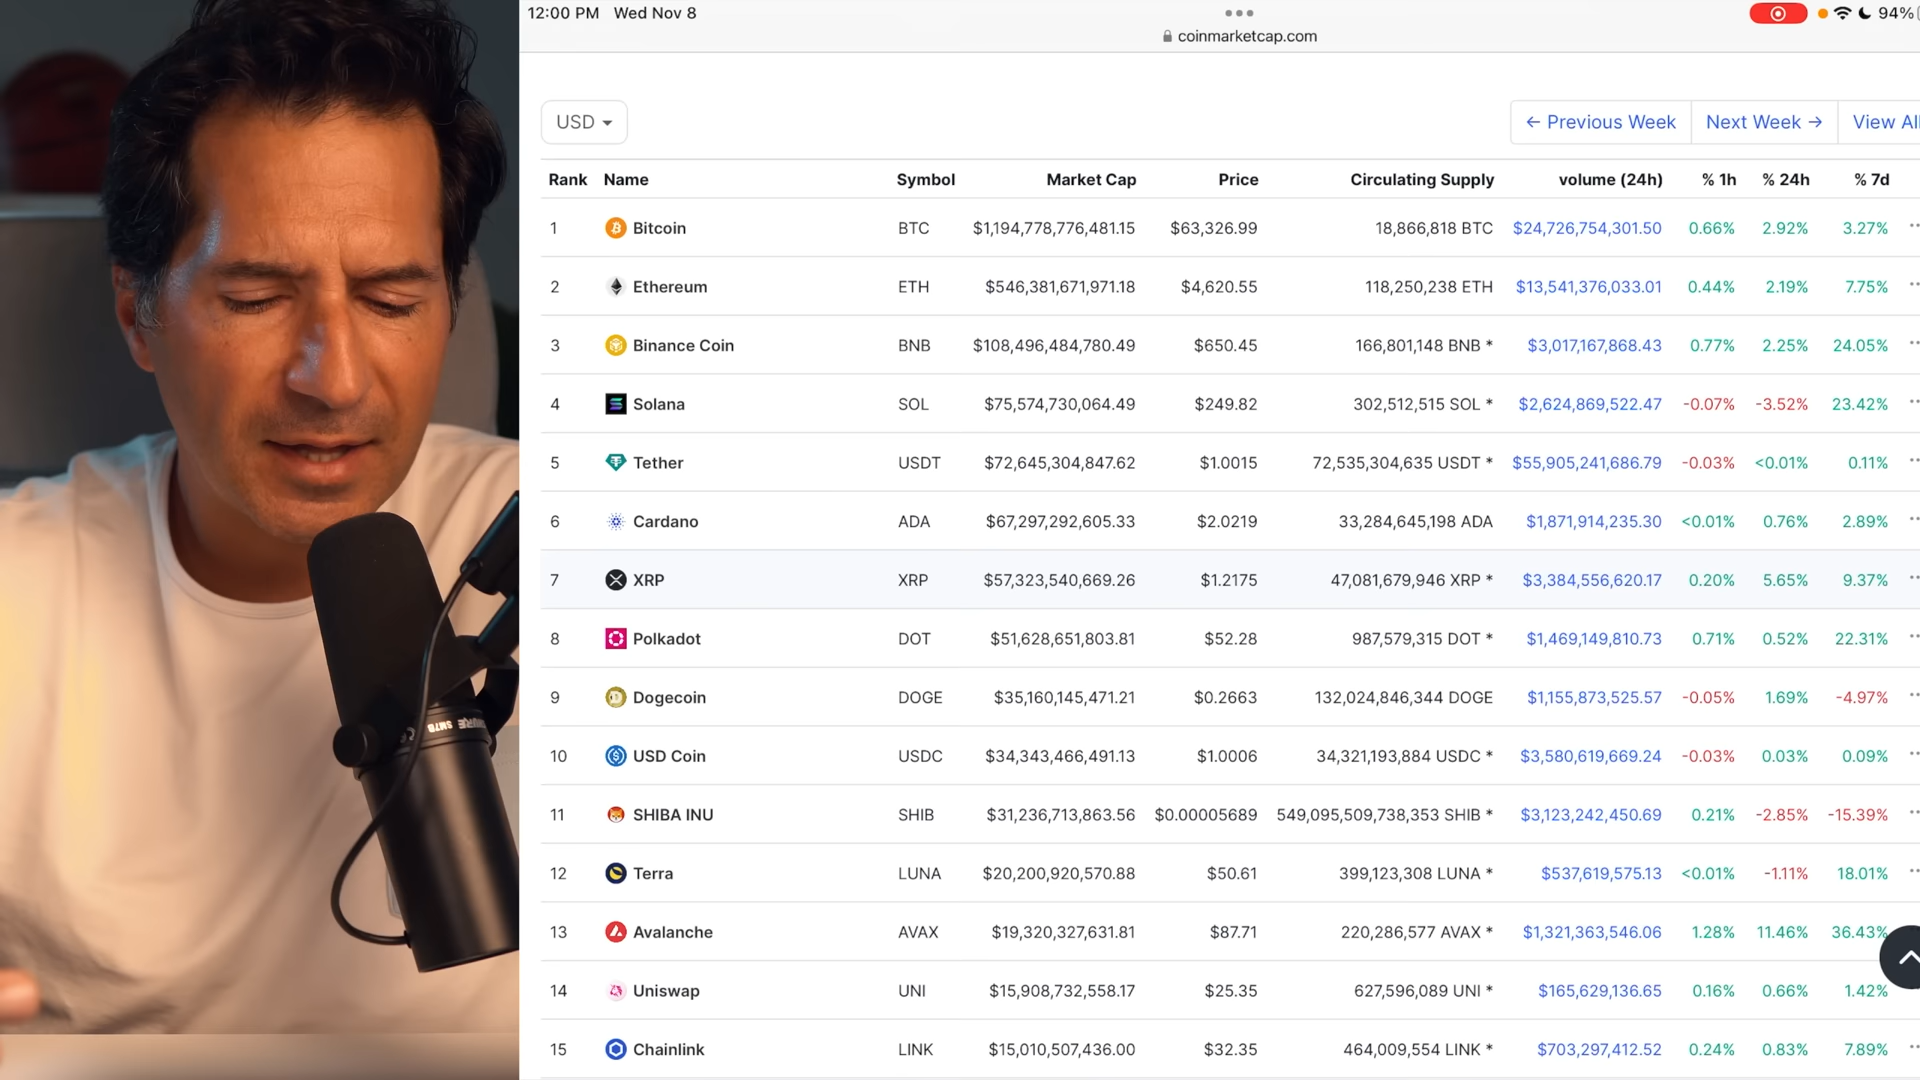 12:00 PM Wed Nov 8
94%
coinmarketcap.com
USD
← Previous Week Next Week → View All
Rank Name Symbol Market Cap Price Circulating Supply volume (24h) % 1h % 24h % 7d
1 Bitcoin BTC $1,194,778,776,481.15 $63,326.99 18,866,818 BTC $24,726,754,301.50 0.66% 2.92% 3.27%
2 Ethereum ETH $546,381,671,971.18 $4,620.55 118,250,238 ETH $13,541,376,033.01 0.44% 2.19% 7.75%
3 Binance Coin BNB $108,496,484,780.49 $650.45 166,801,148 BNB * $3,017,167,868.43 0.77% 2.25% 24.05%
4 Solana SOL $75,574,730,064.49 $249.82 302,512,515 SOL * $2,624,869,522.47 -0.07% -3.52% 23.42%
5 Tether USDT $72,645,304,847.62 $1.0015 72,535,304,635 USDT * $55,905,241,686.79 -0.03% <0.01% 0.11%
6 Cardano ADA $67,297,292,605.33 $2.0219 33,284,645,198 ADA $1,871,914,235.30 <0.01% 0.76% 2.89%
7 XRP XRP $57,323,540,669.26 $1.2175 47,081,679,946 XRP * $3,384,556,620.17 0.20% 5.65% 9.37%
8 Polkadot DOT $51,628,651,803.81 $52.28 987,579,315 DOT * $1,469,149,810.73 0.71% 0.52% 22.31%
9 Dogecoin DOGE $35,160,145,471.21 $0.2663 132,024,846,344 DOGE $1,155,873,525.57 -0.05% 1.69% -4.97%
10 USD Coin USDC $34,343,466,491.13 $1.0006 34,321,193,884 USDC * $3,580,619,669.24 -0.03% 0.03% 0.09%
11 SHIBA INU SHIB $31,236,713,863.56 $0.00005689 549,095,509,738,353 SHIB * $3,123,242,450.69 0.21% -2.85% -15.39%
12 Terra LUNA $20,200,920,570.88 $50.61 399,123,308 LUNA * $537,619,575.13 <0.01% -1.11% 18.01%
13 Avalanche AVAX $19,320,327,631.81 $87.71 220,286,577 AVAX * $1,321,363,546.06 1.28% 11.46% 36.43%
14 Uniswap UNI $15,908,732,558.17 $25.35 627,596,089 UNI * $165,629,136.65 0.16% 0.66% 1.42%
15 Chainlink LINK $15,010,507,436.00 $32.35 464,009,554 LINK * $703,297,412.52 0.24% 0.83% 7.89%
SHURE SM7B